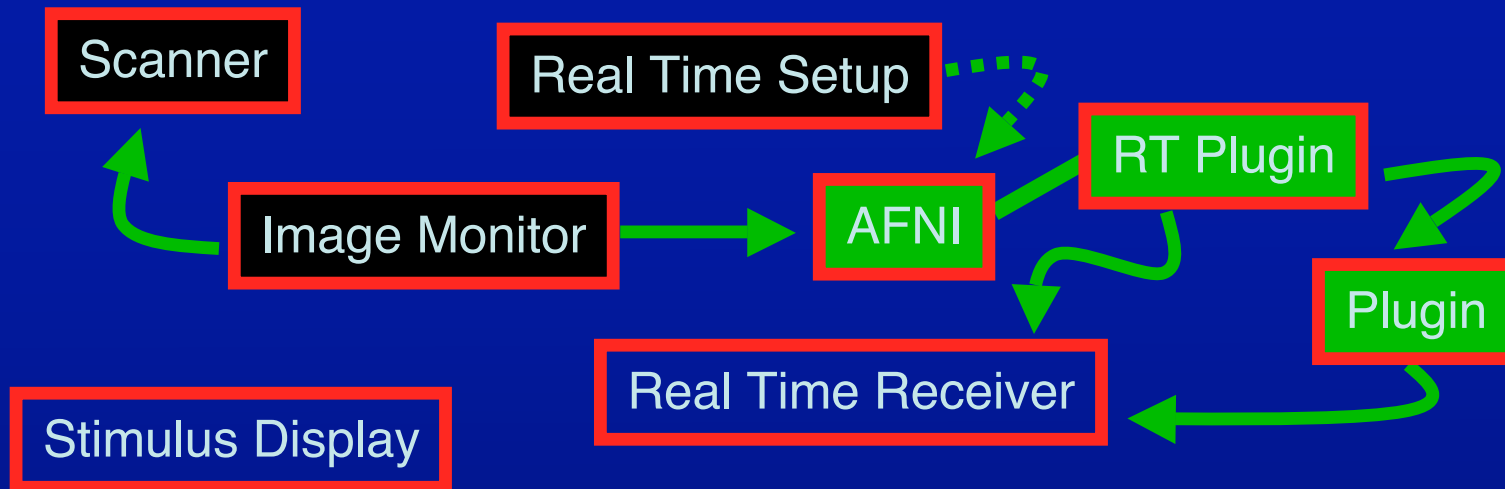 Scanner
Real Time Setup
RT Plugin
Image Monitor
AFNI
Plugin
Real Time Receiver
Stimulus Display